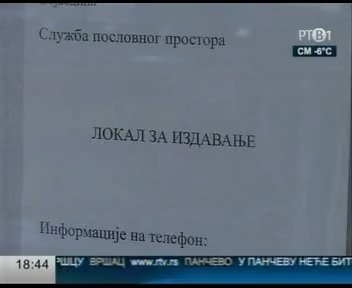 Служба пословног простора
РТВ1
СМ -6°C
ЛОКАЛ ЗА ИЗДАВАЊЕ
Информације на телефон:
18:44 РШЦУ ВРШАЦ www.rtv.rs ПАНЧЕВО У ПАНЧЕВУ НЕЋЕ БИТ